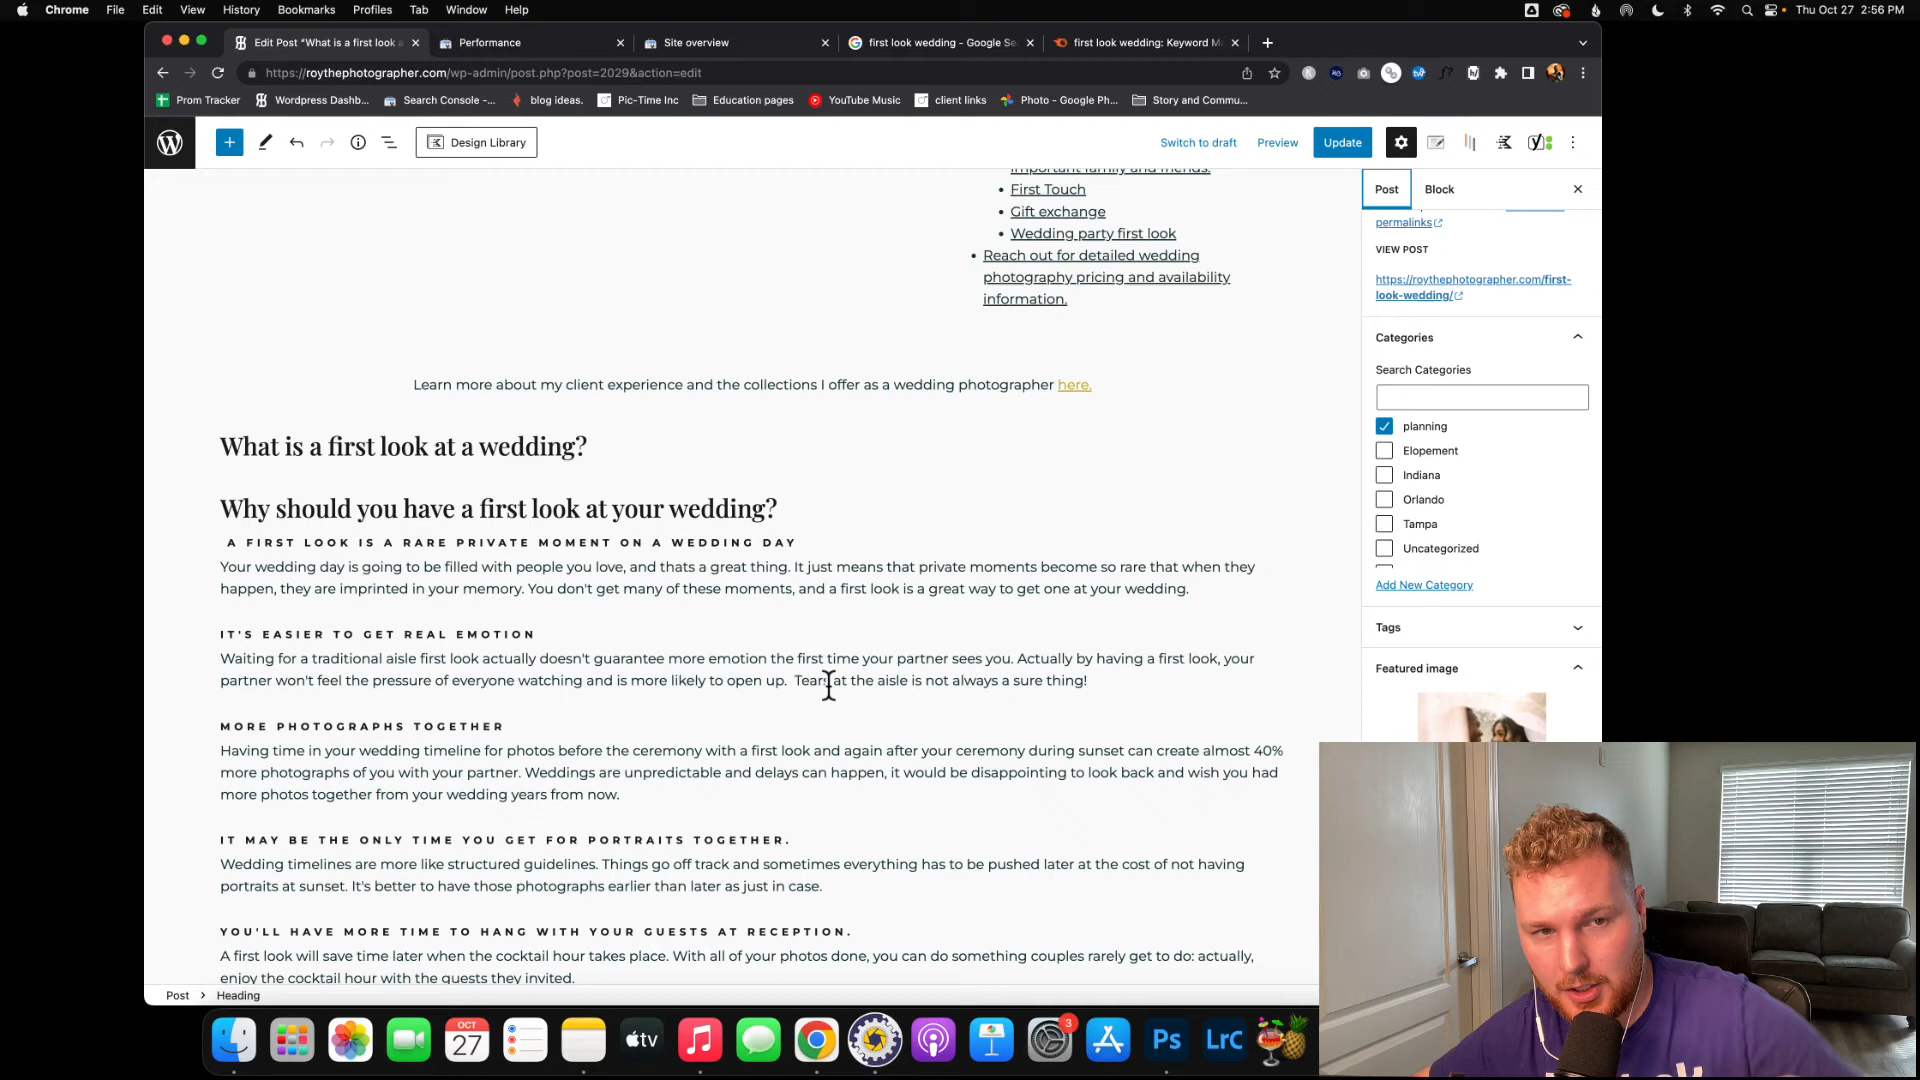 Chrome File Edit View History Bookmarks Profiles Tab Window Help Thu Oct 27 2:56 PM
Edit Post “What is a first look a Performance Site overview first look wedding - Google Se first look wedding: Keyword M
https://roythephotographer.com/wp-admin/post.php?post=2029&action=edit
Prom Tracker Wordpress Dashb... Search Console -... blog ideas. Pic-Time Inc Education pages YouTube Music client links Photo - Google Ph... Story and Commu...
Design Library Switch to draft Preview Update
important family and friends.
First Touch
Gift exchange
Wedding party first look
Reach out for detailed wedding
photography pricing and availability
information.
Learn more about my client experience and the collections I offer as a wedding photographer here.
What is a first look at a wedding?
Why should you have a first look at your wedding?
A FIRST LOOK IS A RARE PRIVATE MOMENT ON A WEDDING DAY
Your wedding day is going to be filled with people you love, and thats a great thing. It just means that private moments become so rare that when they
happen, they are imprinted in your memory. You don't get many of these moments, and a first look is a great way to get one at your wedding.
IT'S EASIER TO GET REAL EMOTION
Waiting for a traditional aisle first look actually doesn't guarantee more emotion the first time your partner sees you. Actually by having a first look, your
partner won't feel the pressure of everyone watching and is more likely to open up. Tears at the aisle is not always a sure thing!
MORE PHOTOGRAPHS TOGETHER
Having time in your wedding timeline for photos before the ceremony with a first look and again after your ceremony during sunset can create almost 40%
more photographs of you with your partner. Weddings are unpredictable and delays can happen, it would be disappointing to look back and wish you had
more photos together from your wedding years from now.
IT MAY BE THE ONLY TIME YOU GET FOR PORTRAITS TOGETHER.
Wedding timelines are more like structured guidelines. Things go off track and sometimes everything has to be pushed later at the cost of not having
portraits at sunset. It's better to have those photographs earlier than later as just in case.
YOU'LL HAVE MORE TIME TO HANG WITH YOUR GUESTS AT RECEPTION.
A first look will save time later when the cocktail hour takes place. With all of your photos done, you can do something couples rarely get to do: actually,
enjoy the cocktail hour with the guests they invited.
Post Heading
Post Block
permalinks
VIEW POST
https://roythephotographer.com/first-
look-wedding/
Categories
Search Categories
planning
Elopement
Indiana
Orlando
Tampa
Uncategorized
Add New Category
Tags
Featured image
OCT
27
tv
3
Ps
LrC